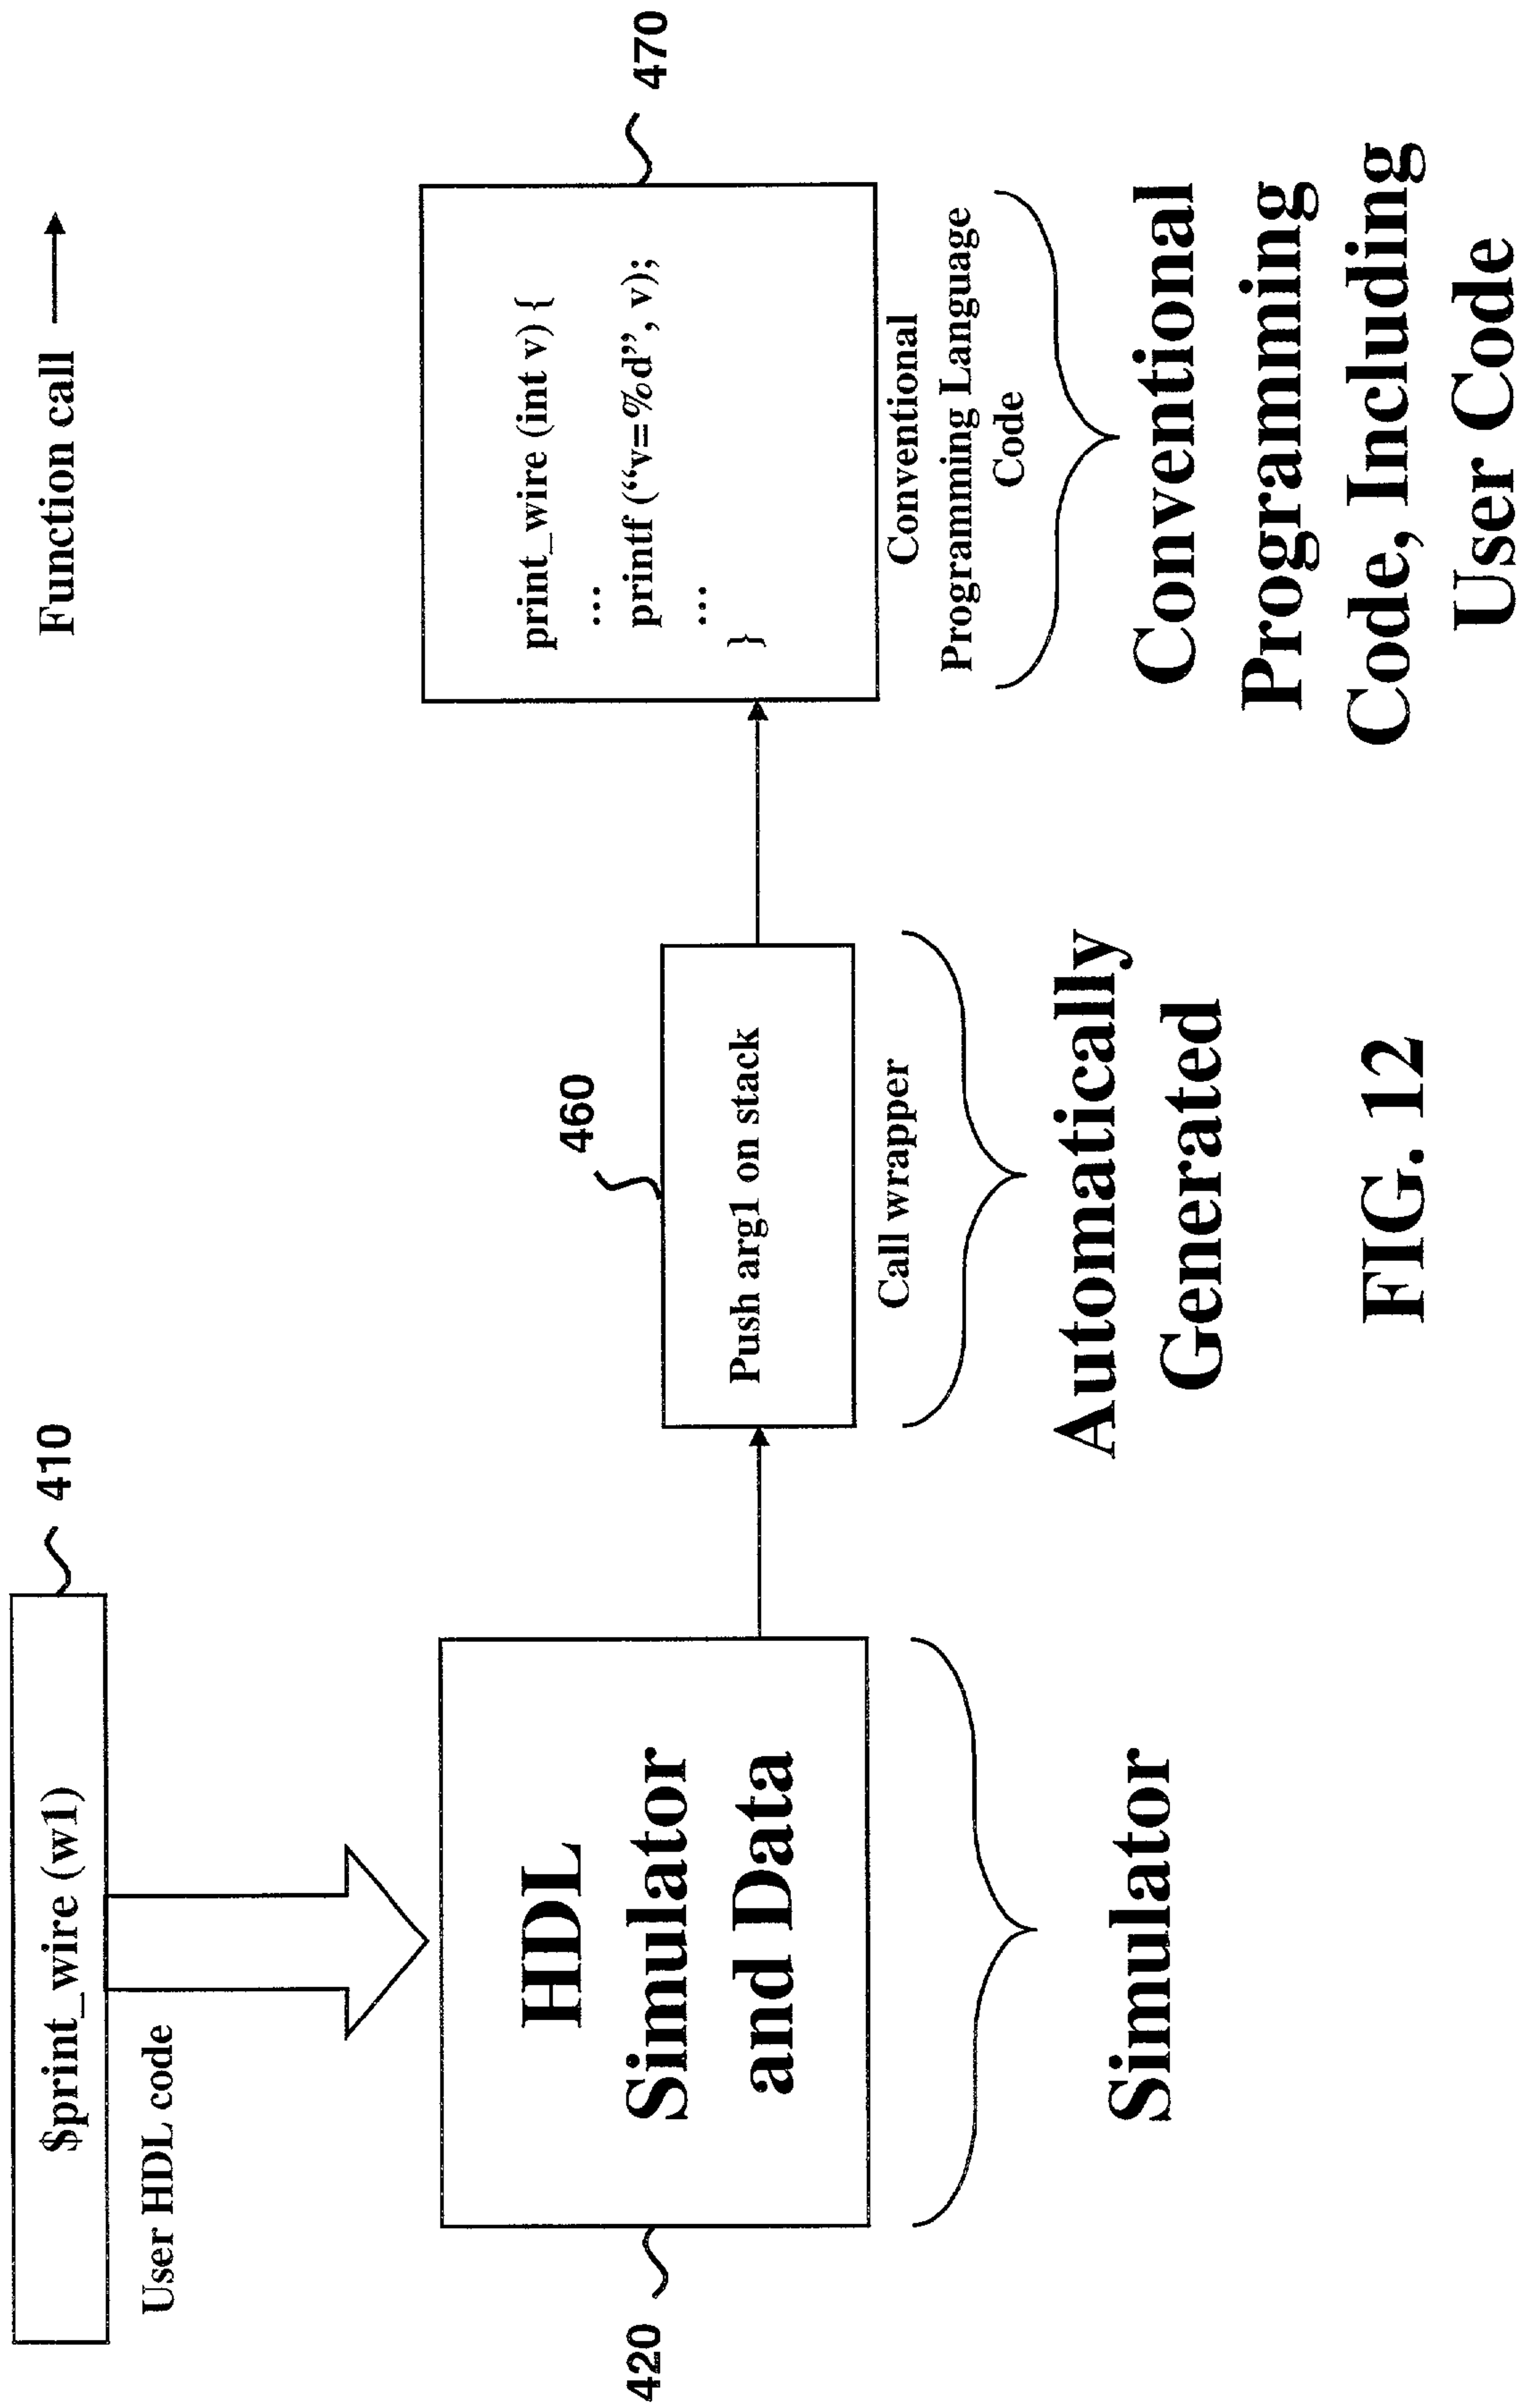 Function call
$print_wire (w1)
410
User HDL code
420
HDL
Simulator
and Data
Simulator
460
Push arg1 on stack
Call wrapper
Automatically
Generated
470
print_wire (int v) {
...
printf (“v=%d”, v);
...
}
Conventional
Programming Language
Code
Conventional
Programming
Code, Including
User Code
FIG. 12